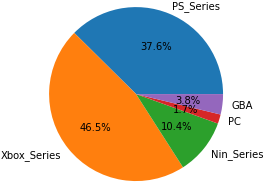 PS_Series
37.6%
3.8%
GBA
1.7%
PC
46.5%
10.4%
Xbox_Series
Nin_Series